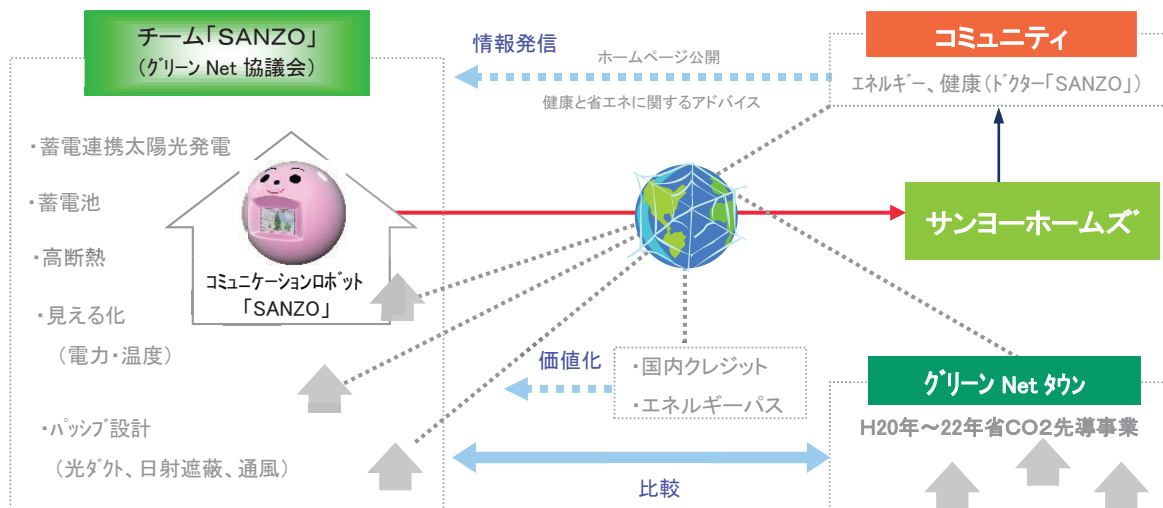 チーム「SANZO」
（グリーン Net 協議会）
・蓄電連携太陽光発電
・蓄電池
・高断熱
・見える化
（電力・温度）
・パッシブ設計
（光ダクト、日射遮蔽、通風）
コミュニケーションロボット
「SANZO」
情報発信
ホームページ公開
健康と省エネに関するアドバイス
価値化
・国内クレジット
・エネルギーパス
比較
コミュニティ
エネルギー、健康（ドクター「SANZO」）
サンヨーホームズ
グリーン Net タウン
H20年～22年省CO2先導事業